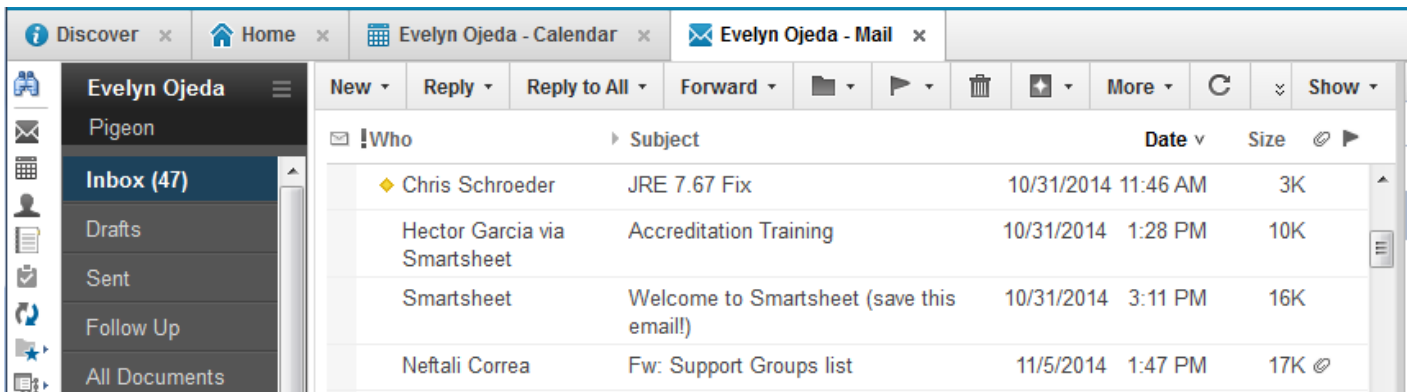 Discover × Home × Evelyn Ojeda - Calendar × Evelyn Ojeda - Mail ×
Evelyn Ojeda
Pigeon
New Reply Reply to All Forward More Show
! Who Subject Date Size
Inbox (47)
Drafts
Sent
Follow Up
All Documents
Chris Schroeder JRE 7.67 Fix 10/31/2014 11:46 AM 3K
Hector Garcia via Accreditation Training 10/31/2014 1:28 PM 10K
Smartsheet
Smartsheet Welcome to Smartsheet (save this 10/31/2014 3:11 PM 16K
email!)
Neftali Correa Fw: Support Groups list 11/5/2014 1:47 PM 17K